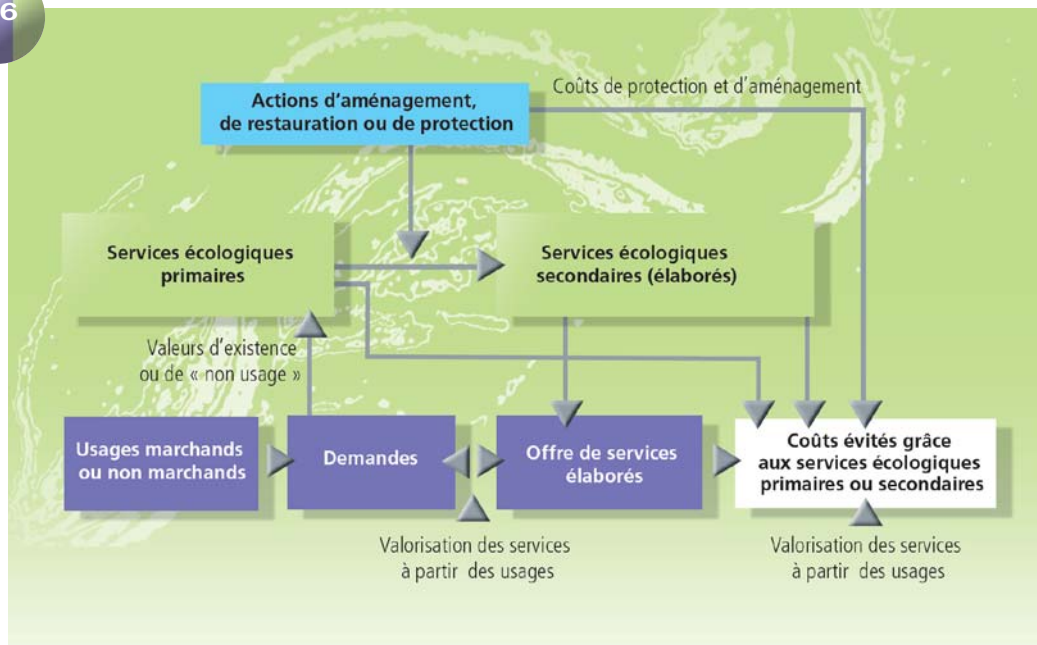 6
Coûts de protection et d'aménagement
Actions d'aménagement,
de restauration ou de protection
Services écologiques
primaires
Services écologiques
secondaires (élaborés)
Valeurs d'existence
ou de « non usage »
Usages marchands
ou non marchands
Demandes
Offre de services
élaborés
Coûts évités grâce
aux services écologiques
primaires ou secondaires
Valorisation des services
à partir des usages
Valorisation des services
à partir des usages